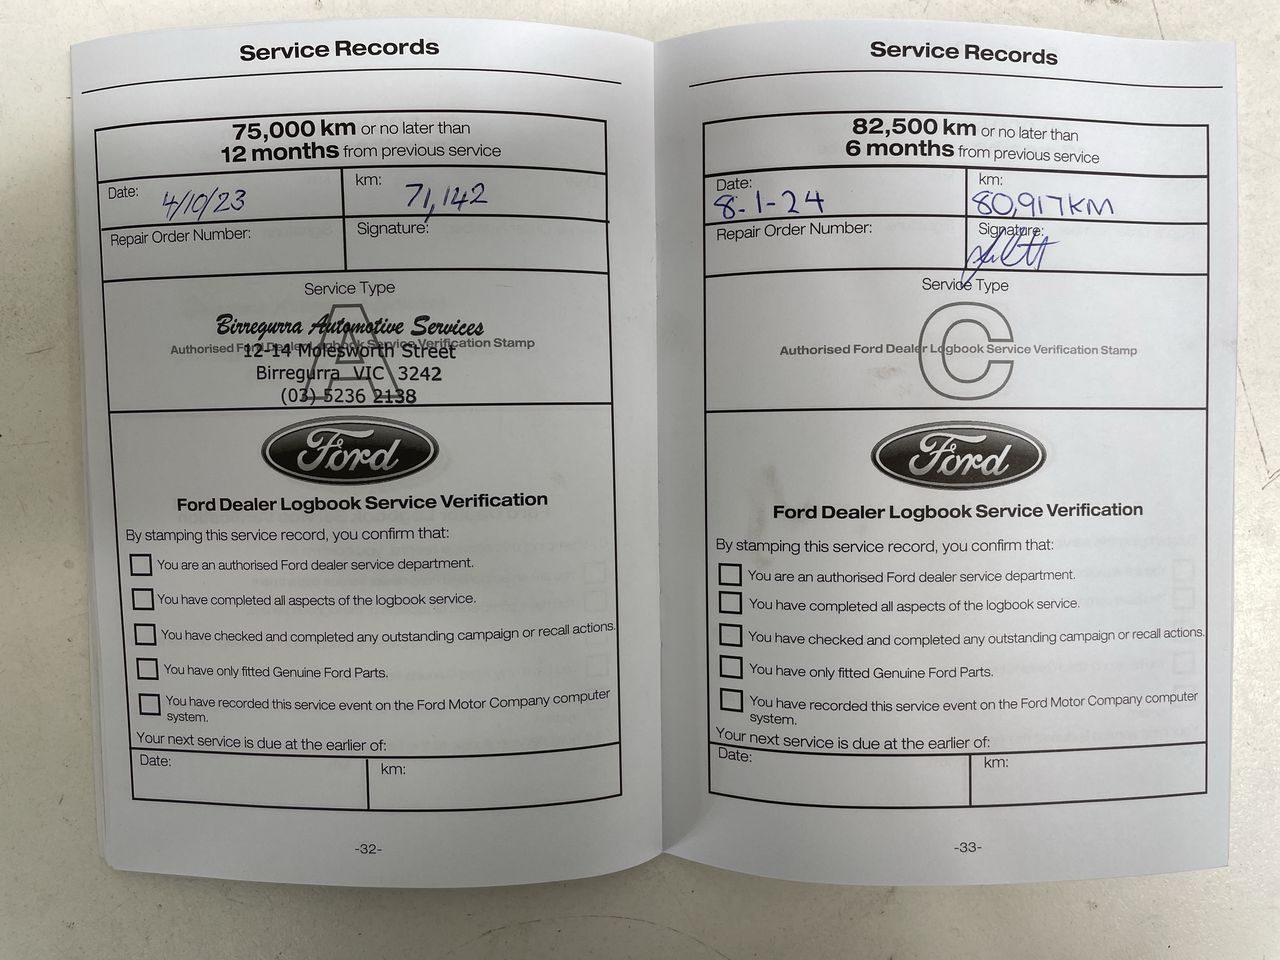 Service Records
75,000 km or no later than
12 months from previous service
Date: 4/10/23
km: 71,142
Repair Order Number:
Signature:
Service Type
A
Birregurra Automotive Services
Authorised Ford Dealer Logbook Service Verification Stamp
12-14 Molesworth Street
Birregurra VIC 3242
(03) 5236 2138
Ford
Ford Dealer Logbook Service Verification
By stamping this service record, you confirm that:
You are an authorised Ford dealer service department.
You have completed all aspects of the logbook service.
You have checked and completed any outstanding campaign or recall actions.
You have only fitted Genuine Ford Parts.
You have recorded this service event on the Ford Motor Company computer
system.
Your next service is due at the earlier of:
Date:
km:
-32-
Service Records
82,500 km or no later than
6 months from previous service
Date: 8-1-24
km: 80,917KM
Repair Order Number:
Signature:
Service Type
C
Authorised Ford Dealer Logbook Service Verification Stamp
Ford
Ford Dealer Logbook Service Verification
By stamping this service record, you confirm that:
You are an authorised Ford dealer service department.
You have completed all aspects of the logbook service.
You have checked and completed any outstanding campaign or recall actions.
You have only fitted Genuine Ford Parts.
You have recorded this service event on the Ford Motor Company computer
system.
Your next service is due at the earlier of:
Date:
km:
-33-